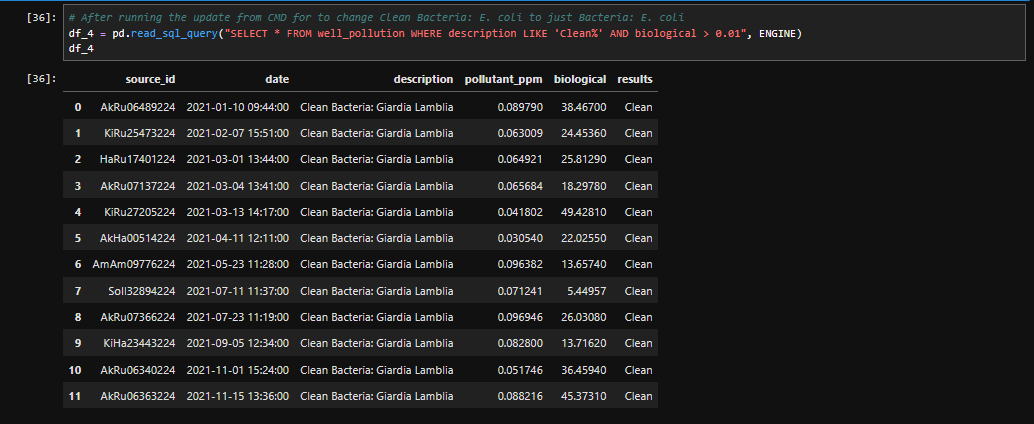 [36]: # After running the update from CMD for to change Clean Bacteria: E. coli to just Bacteria: E. coli
df_4 = pd.read_sql_query("SELECT * FROM well_pollution WHERE description LIKE 'Clean%' AND biological > 0.01", ENGINE)
df_4
[36]: source_id date description pollutant_ppm biological results
0 AkRu06489224 2021-01-10 09:44:00 Clean Bacteria: Giardia Lamblia 0.089790 38.46700 Clean
1 KiRu25473224 2021-02-07 15:51:00 Clean Bacteria: Giardia Lamblia 0.063009 24.45360 Clean
2 HaRu17401224 2021-03-01 13:44:00 Clean Bacteria: Giardia Lamblia 0.064921 25.81290 Clean
3 AkRu07137224 2021-03-04 13:41:00 Clean Bacteria: Giardia Lamblia 0.065684 18.29780 Clean
4 KiRu27205224 2021-03-13 14:17:00 Clean Bacteria: Giardia Lamblia 0.041802 49.42810 Clean
5 AkHa00514224 2021-04-11 12:11:00 Clean Bacteria: Giardia Lamblia 0.030540 22.02550 Clean
6 AmAm09776224 2021-05-23 11:28:00 Clean Bacteria: Giardia Lamblia 0.096382 13.65740 Clean
7 SoIl32894224 2021-07-11 11:37:00 Clean Bacteria: Giardia Lamblia 0.071241 5.44957 Clean
8 AkRu07366224 2021-07-23 11:19:00 Clean Bacteria: Giardia Lamblia 0.096946 26.03080 Clean
9 KiHa23443224 2021-09-05 12:34:00 Clean Bacteria: Giardia Lamblia 0.082800 13.71620 Clean
10 AkRu06340224 2021-11-01 15:24:00 Clean Bacteria: Giardia Lamblia 0.051746 36.45940 Clean
11 AkRu06363224 2021-11-15 13:36:00 Clean Bacteria: Giardia Lamblia 0.088216 45.37310 Clean